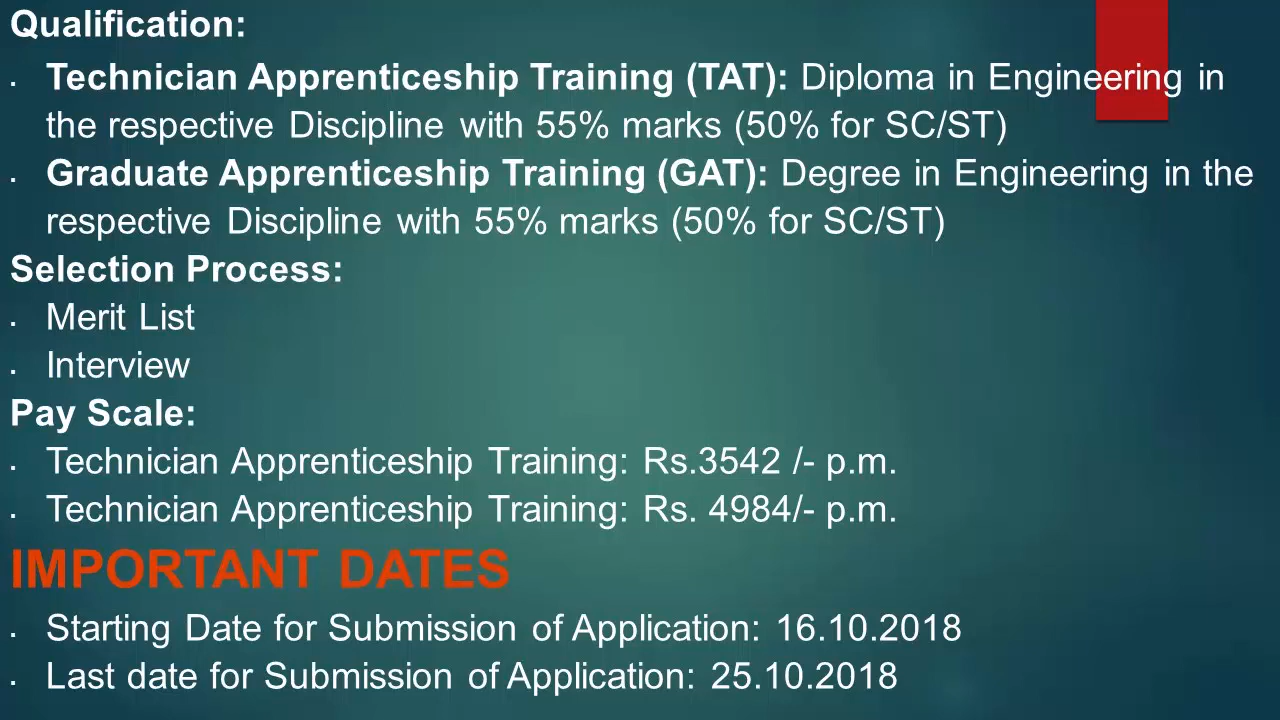 Qualification:
· Technician Apprenticeship Training (TAT): Diploma in Engineering in
the respective Discipline with 55% marks (50% for SC/ST)
· Graduate Apprenticeship Training (GAT): Degree in Engineering in the
respective Discipline with 55% marks (50% for SC/ST)
Selection Process:
· Merit List
· Interview
Pay Scale:
· Technician Apprenticeship Training: Rs.3542 /- p.m.
· Technician Apprenticeship Training: Rs. 4984/- p.m.
IMPORTANT DATES
· Starting Date for Submission of Application: 16.10.2018
· Last date for Submission of Application: 25.10.2018